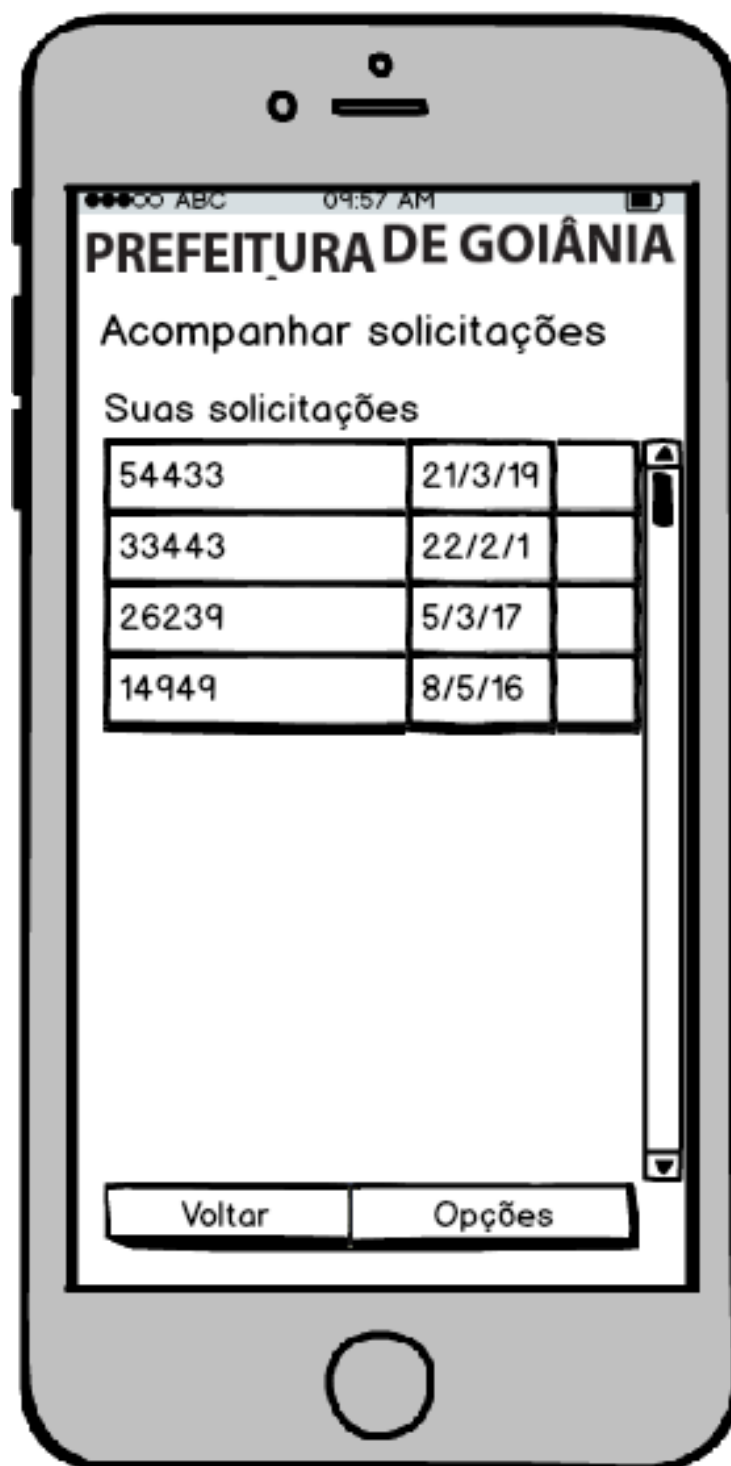 ABC 09:57 AM
PREFEITURA DE GOIÂNIA
Acompanhar solicitações
Suas solicitações
54433 21/3/19
33443 22/2/1
26239 5/3/17
14949 8/5/16
Voltar Opções